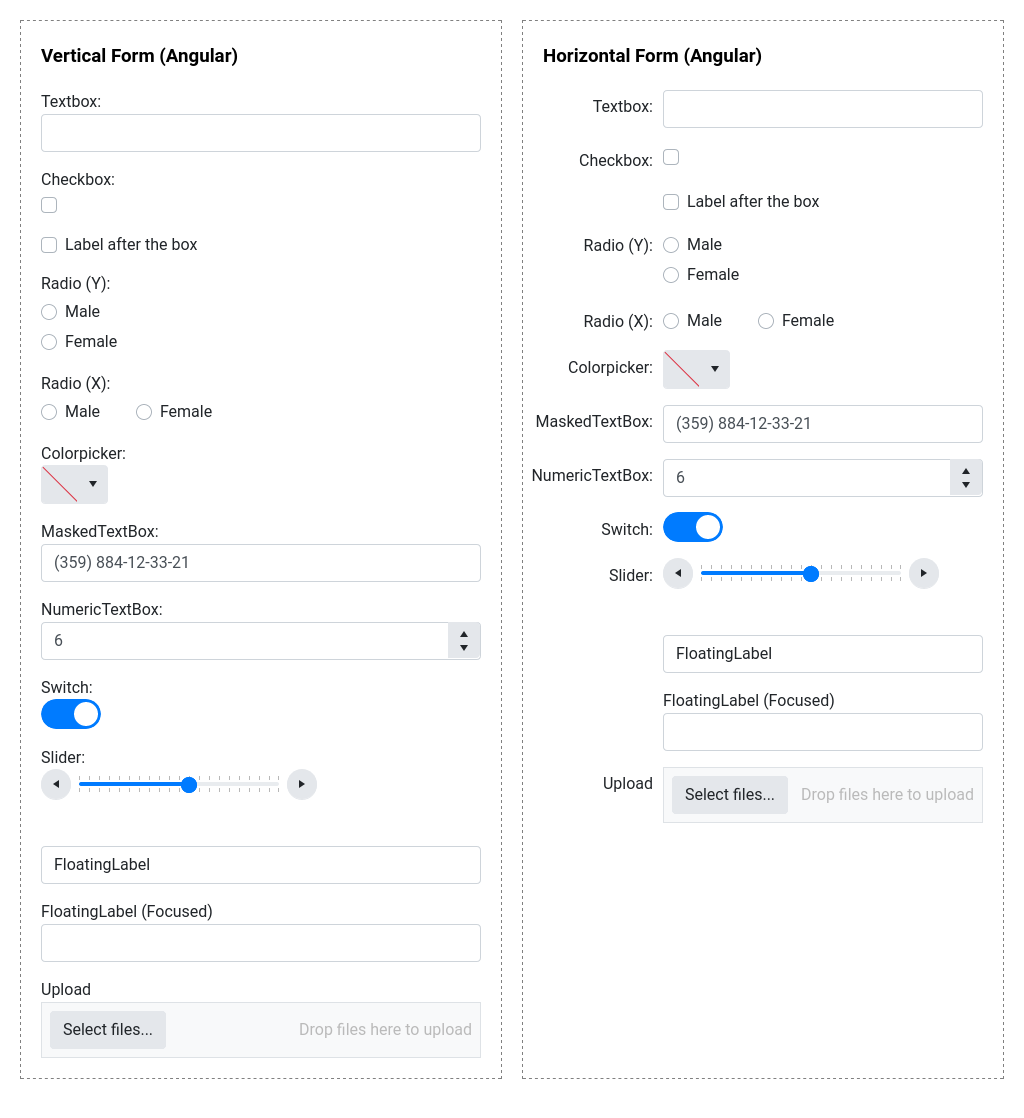 Vertical Form (Angular)
Textbox:
Checkbox:
Label after the box
Radio (Y):
Male
Female
Radio (X):
Male Female
Colorpicker:
MaskedTextBox:
(359) 884-12-33-21
NumericTextBox:
6
Switch:
Slider:
FloatingLabel
FloatingLabel (Focused)
Upload
Select files... Drop files here to upload
Horizontal Form (Angular)
Textbox:
Checkbox:
Label after the box
Radio (Y): Male
Female
Radio (X): Male Female
Colorpicker:
MaskedTextBox: (359) 884-12-33-21
NumericTextBox: 6
Switch:
Slider:
FloatingLabel
FloatingLabel (Focused)
Upload Select files... Drop files here to upload